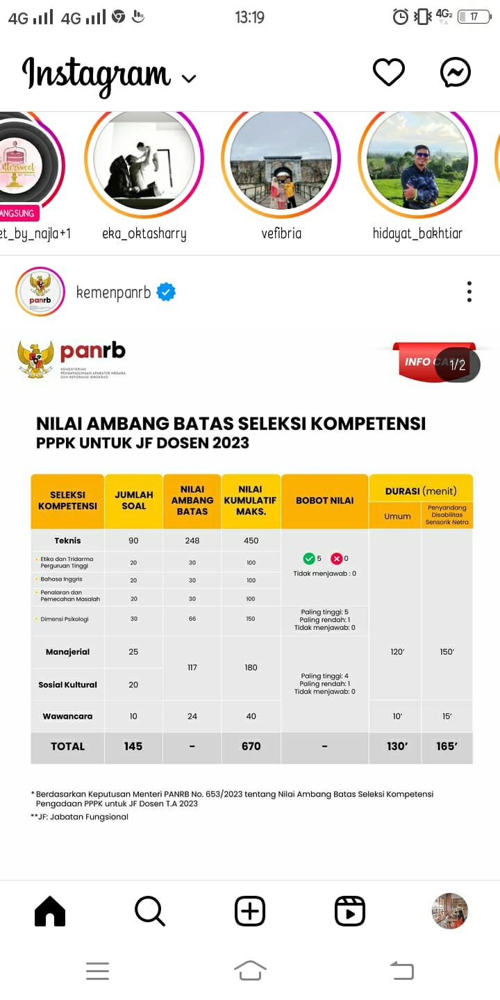 4G 4G 13:19 4G2 17
Instagram
ittersweet
BY NAJLA
ANGSUNG
et_by_najla+1 eka_oktasharry vefibria hidayat_bakhtiar
panrb
kemenpanrb
panrb
KEMENTERIAN
PENDAYAGUNAAN APARATUR NEGARA
DAN REFORMASI BIROKRASI
INFO 1/2
NILAI AMBANG BATAS SELEKSI KOMPETENSI
PPPK UNTUK JF DOSEN 2023
SELEKSI KOMPETENSI JUMLAH SOAL NILAI AMBANG BATAS NILAI KUMULATIF MAKS. BOBOT NILAI DURASI (menit)
Umum Penyandang Disabilitas Sensorik Netra
Teknis 90 248 450
Etika dan Tridarma Perguruan Tinggi 20 30 100
5 0
Tidak menjawab : 0
Bahasa Inggris 20 30 100
Penalaran dan Pemecahan Masalah 20 30 100
Dimensi Psikologi 30 66 150
Paling tinggi: 5
Paling rendah: 1
Tidak menjawab: 0
Manajerial 25 117 180 120’ 150’
Sosial Kultural 20
Paling tinggi: 4
Paling rendah: 1
Tidak menjawab: 0
Wawancara 10 24 40 10’ 15’
TOTAL 145 - 670 - 130’ 165’
* Berdasarkan Keputusan Menteri PANRB No. 653/2023 tentang Nilai Ambang Batas Seleksi Kompetensi
Pengadaan PPPK untuk JF Dosen T.A 2023
**JF: Jabatan Fungsional